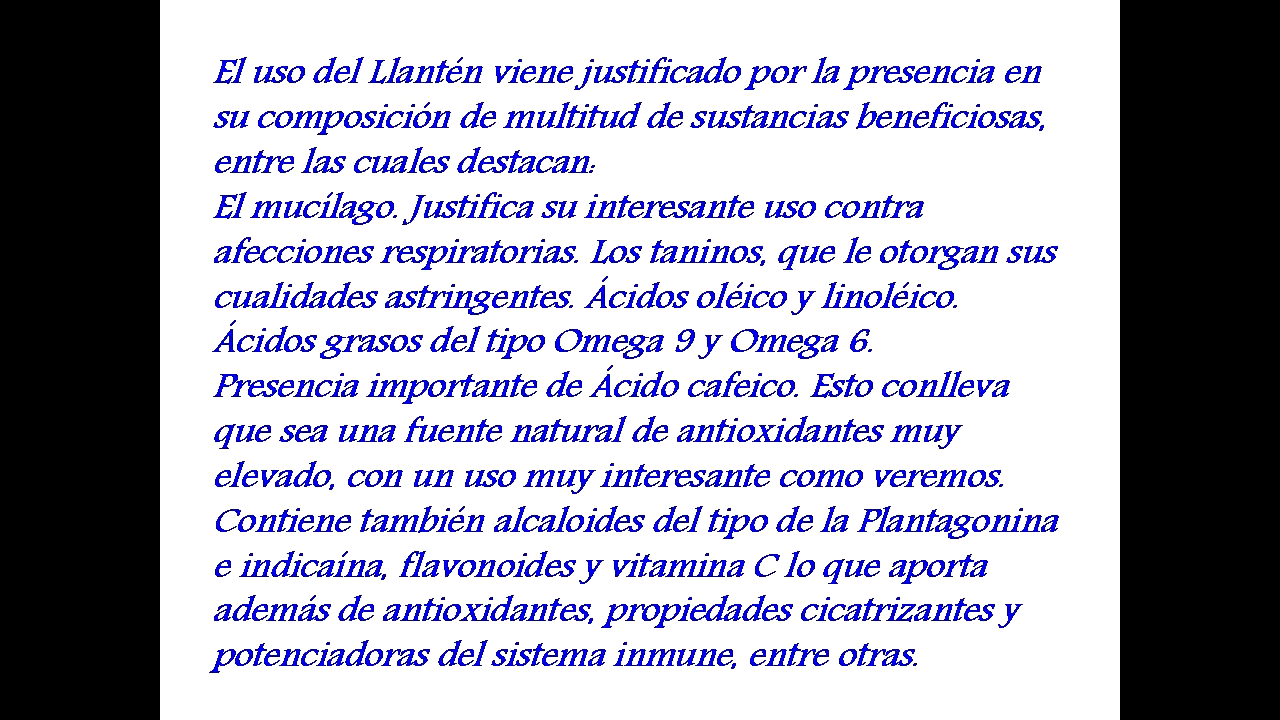 El uso del Llantén viene justificado por la presencia en
su composición de multitud de sustancias beneficiosas,
entre las cuales destacan:
El mucílago. Justifica su interesante uso contra
afecciones respiratorias. Los taninos, que le otorgan sus
cualidades astringentes. Ácidos oléico y linoléico.
Ácidos grasos del tipo Omega 9 y Omega 6.
Presencia importante de Ácido cafeico. Esto conlleva
que sea una fuente natural de antioxidantes muy
elevado, con un uso muy interesante como veremos.
Contiene también alcaloides del tipo de la Plantagonina
e indicaína, flavonoides y vitamina C lo que aporta
además de antioxidantes, propiedades cicatrizantes y
potenciadoras del sistema inmune, entre otras.